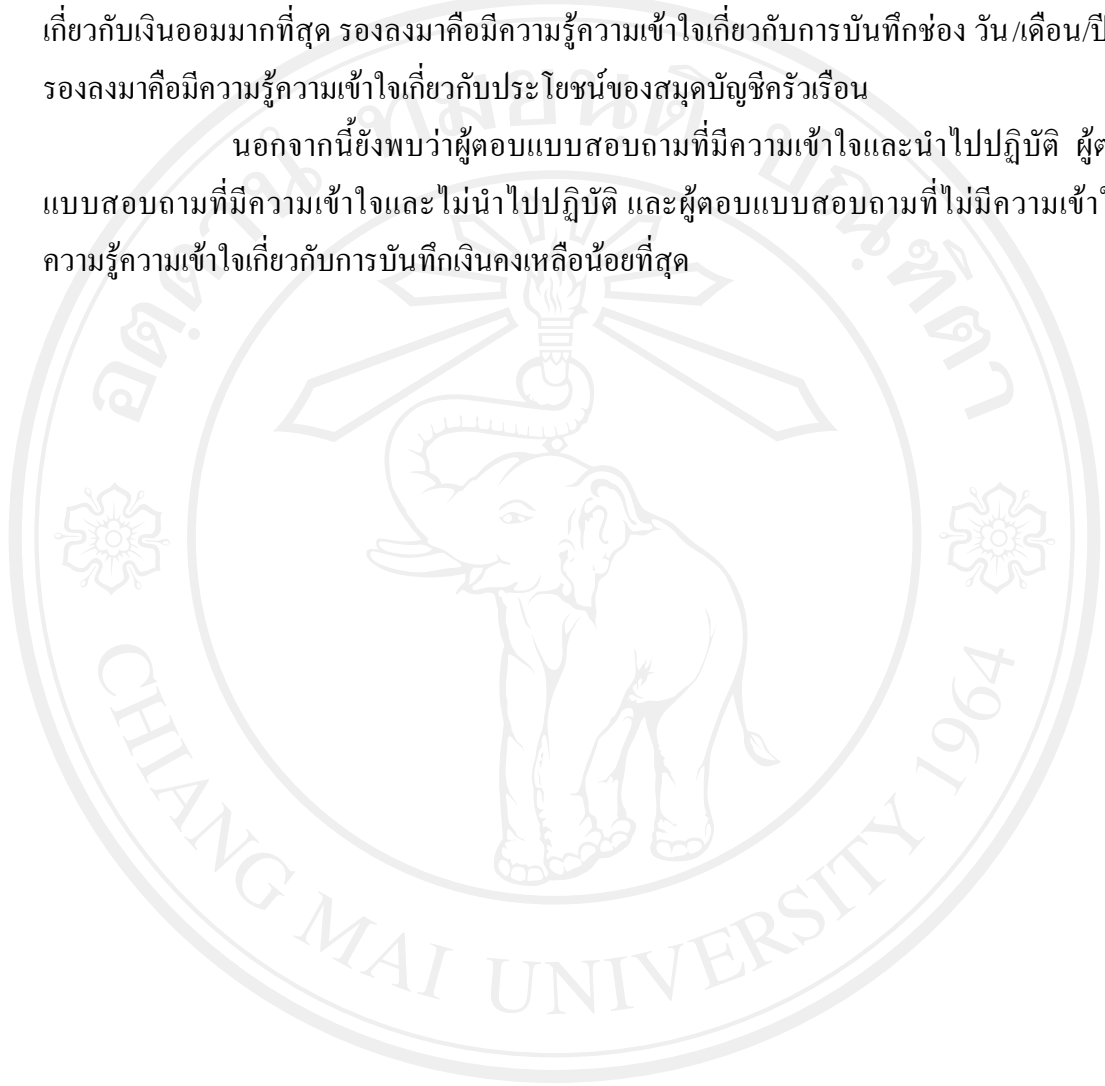 เกี่ยวกับเงินออมมากที่สุด รองลงมาคือมีความรู้ความเข้าใจเกี่ยวกับการบันทึกช่อง วัน/เดือน/ปี
รองลงมาคือมีความรู้ความเข้าใจเกี่ยวกับประโยชน์ของสมุดบัญชีครัวเรือน
นอกจากนี้ยังพบว่าผู้ตอบแบบสอบถามที่มีความเข้าใจและนำไปปฏิบัติ
แบบสอบถามที่มีความเข้าใจและไม่นำไปปฏิบัติ และผู้ตอบแบบสอบถามที่ไม่มีความ
ความรู้ความเข้าใจเกี่ยวกับการบันทึกเงินคงเหลือน้อยที่สุด
อตฺตานํ ทมยนฺติ ปณฺฑิตา
CHIANG MAI UNIVERSITY 1964